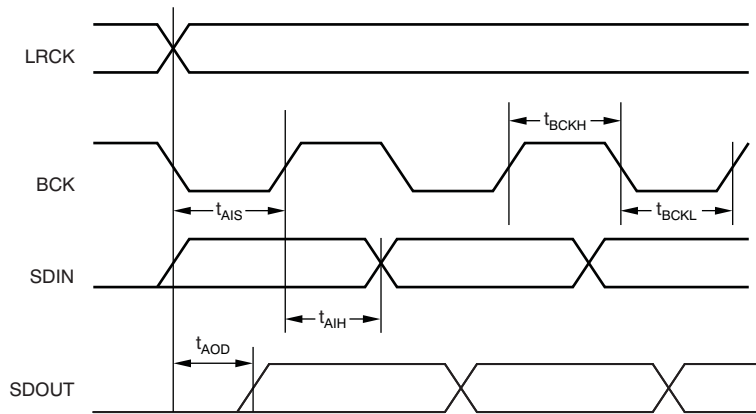 LRCK
t_BCKH
BCK
t_AIS
t_BCKL
SDIN
t_AIH
t_AOD
SDOUT